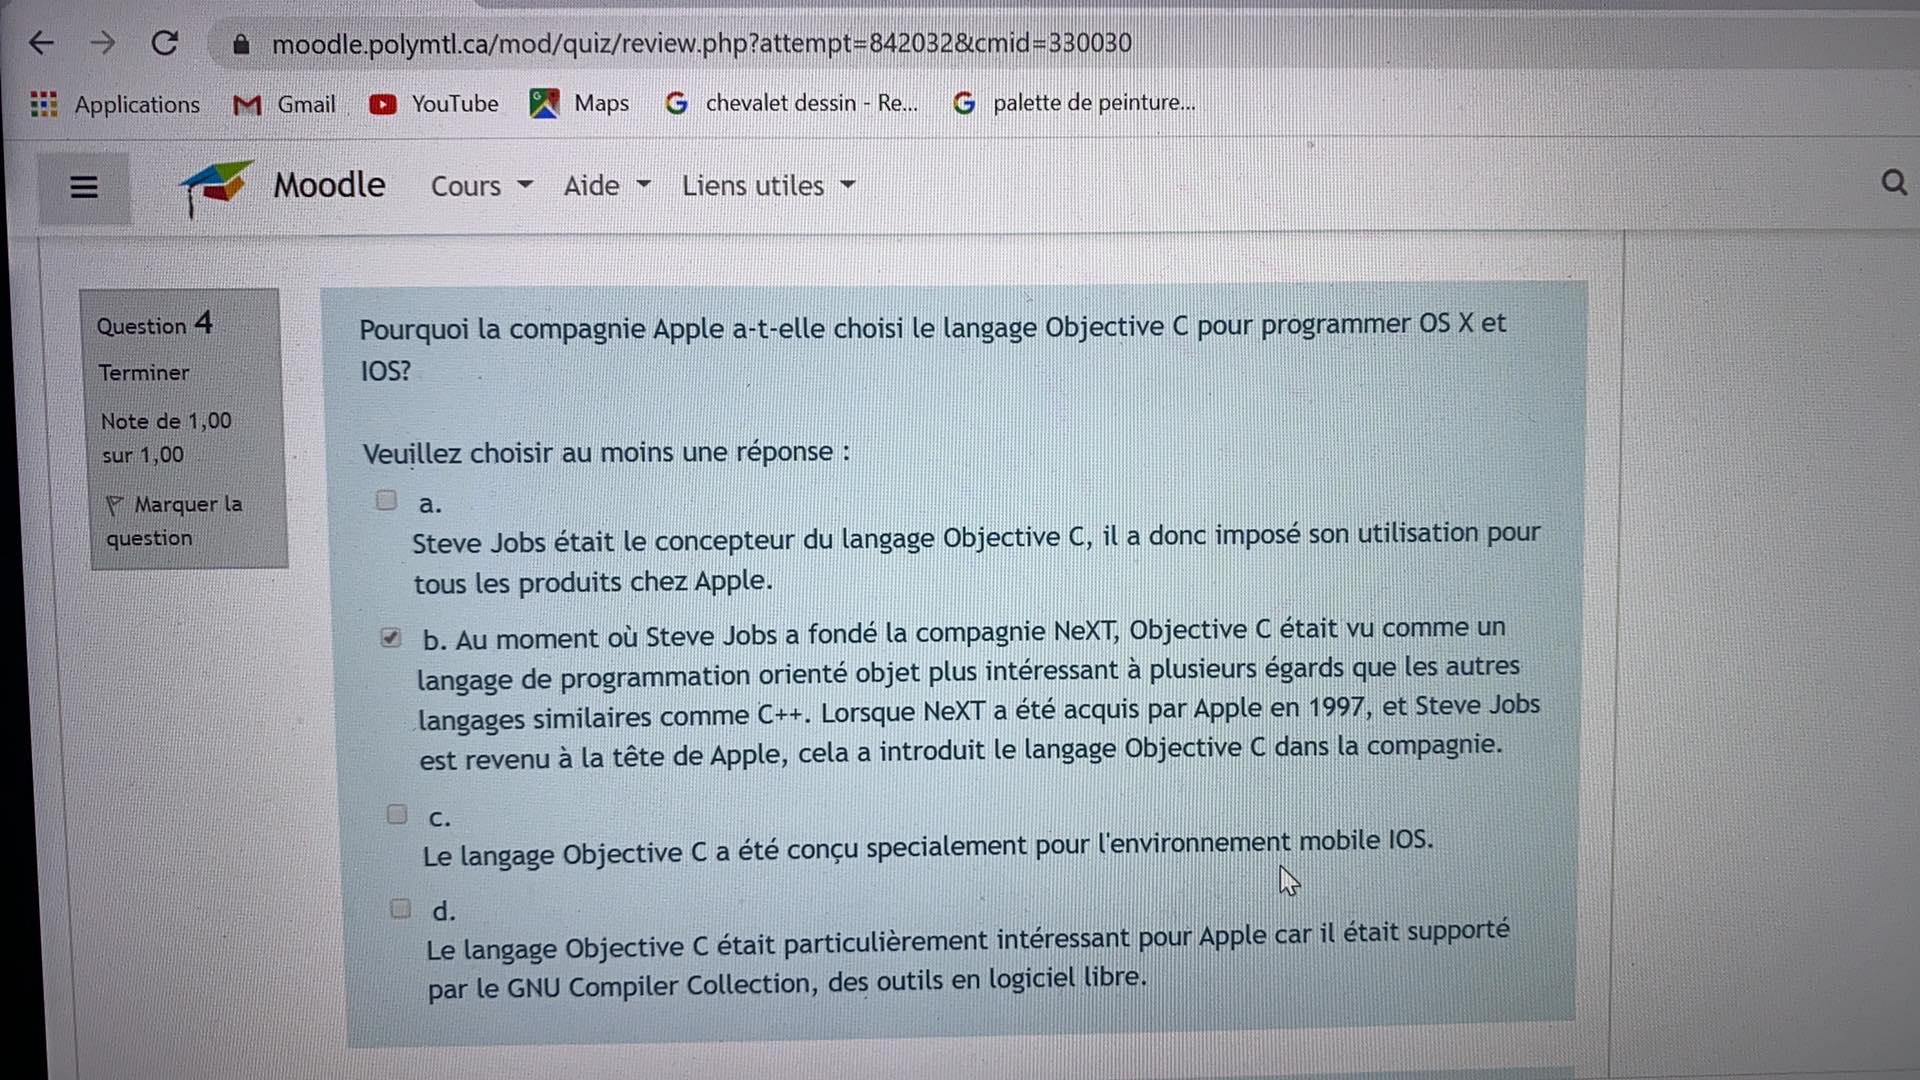 moodle.polymtl.ca/mod/quiz/review.php?attempt=842032&cmid=330030
Applications Gmail YouTube Maps chevalet dessin - Re... palette de peinture...
Moodle Cours Aide Liens utiles
Question 4
Terminer
Note de 1,00
sur 1,00
Marquer la
question
Pourquoi la compagnie Apple a-t-elle choisi le langage Objective C pour programmer OS X et
IOS?
Veuillez choisir au moins une réponse :
a.
Steve Jobs était le concepteur du langage Objective C, il a donc imposé son utilisation pour
tous les produits chez Apple.
b. Au moment où Steve Jobs a fondé la compagnie NeXT, Objective C était vu comme un
langage de programmation orienté objet plus intéressant à plusieurs égards que les autres
langages similaires comme C++. Lorsque NeXT a été acquis par Apple en 1997, et Steve Jobs
est revenu à la tête de Apple, cela a introduit le langage Objective C dans la compagnie.
c.
Le langage Objective C a été conçu specialement pour l'environnement mobile IOS.
d.
Le langage Objective C était particulièrement intéressant pour Apple car il était supporté
par le GNU Compiler Collection, des outils en logiciel libre.